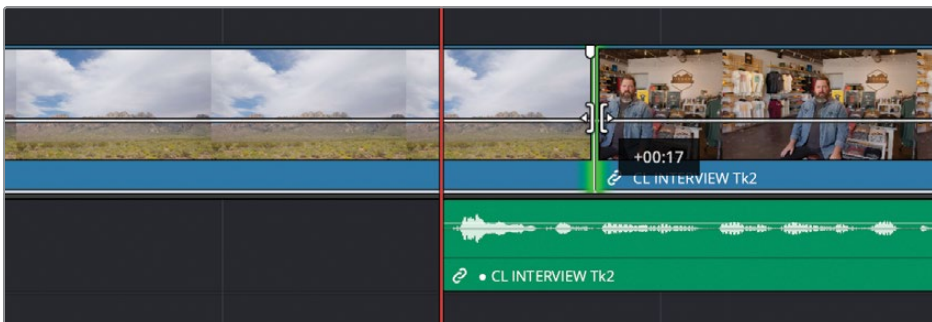 +00:17
CL INTERVIEW Tk2
• CL INTERVIEW Tk2